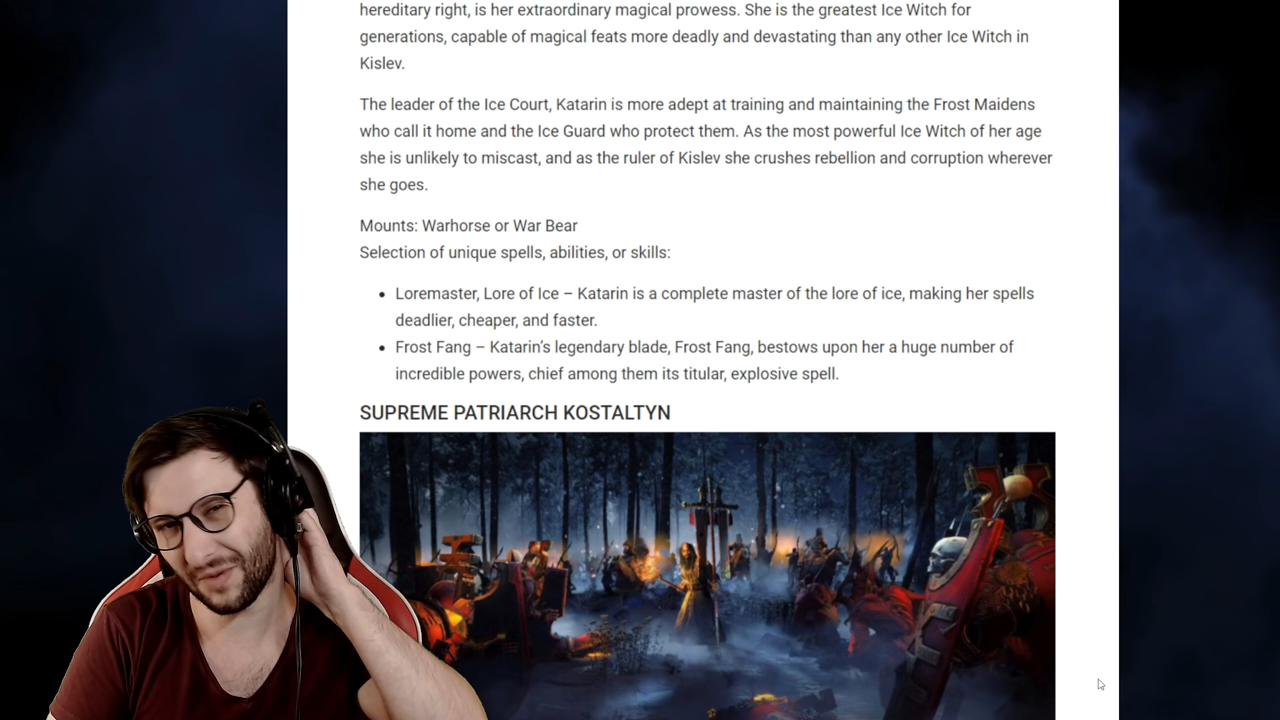 hereditary right, is her extraordinary magical prowess. She is the greatest Ice Witch for
generations, capable of magical feats more deadly and devastating than any other Ice Witch in
Kislev.
The leader of the Ice Court, Katarin is more adept at training and maintaining the Frost Maidens
who call it home and the Ice Guard who protect them. As the most powerful Ice Witch of her age
she is unlikely to miscast, and as the ruler of Kislev she crushes rebellion and corruption wherever
she goes.
Mounts: Warhorse or War Bear
Selection of unique spells, abilities, or skills:
• Loremaster, Lore of Ice – Katarin is a complete master of the lore of ice, making her spells
deadlier, cheaper, and faster.
• Frost Fang – Katarin’s legendary blade, Frost Fang, bestows upon her a huge number of
incredible powers, chief among them its titular, explosive spell.
SUPREME PATRIARCH KOSTALTYN